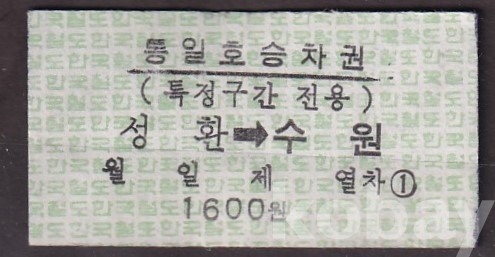 통일호승차권
(특정구간 전용)
성 환➡수 원
월 일 제 열차①
1600원
kobay